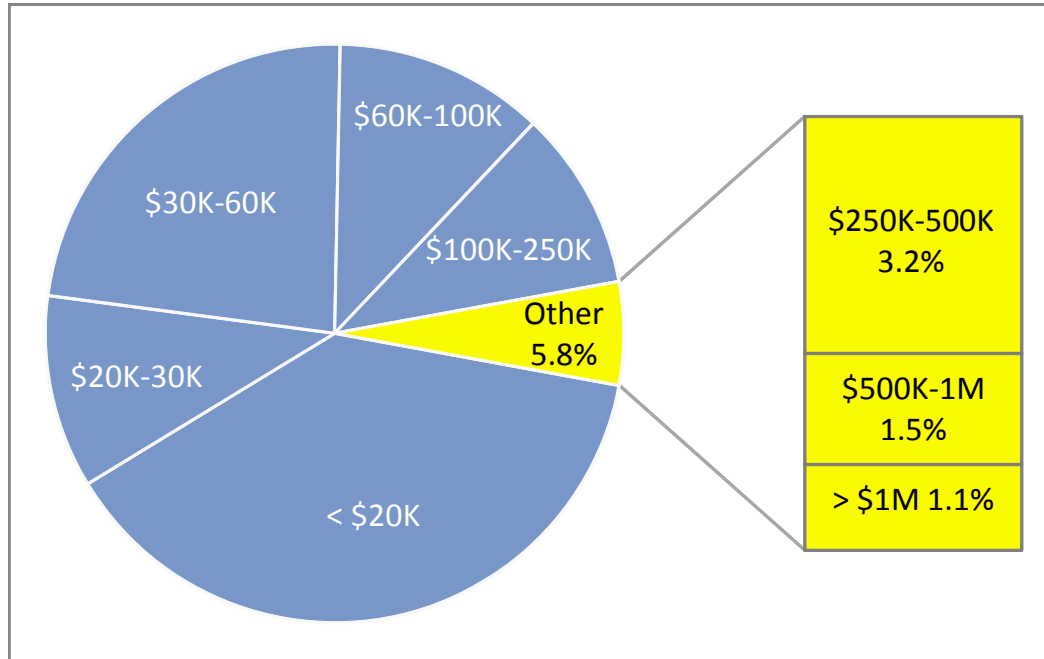 $60K-100K
$30K-60K
$100K-250K
Other
5.8%
$20K-30K
< $20K
$250K-500K
3.2%
$500K-1M
1.5%
> $1M 1.1%